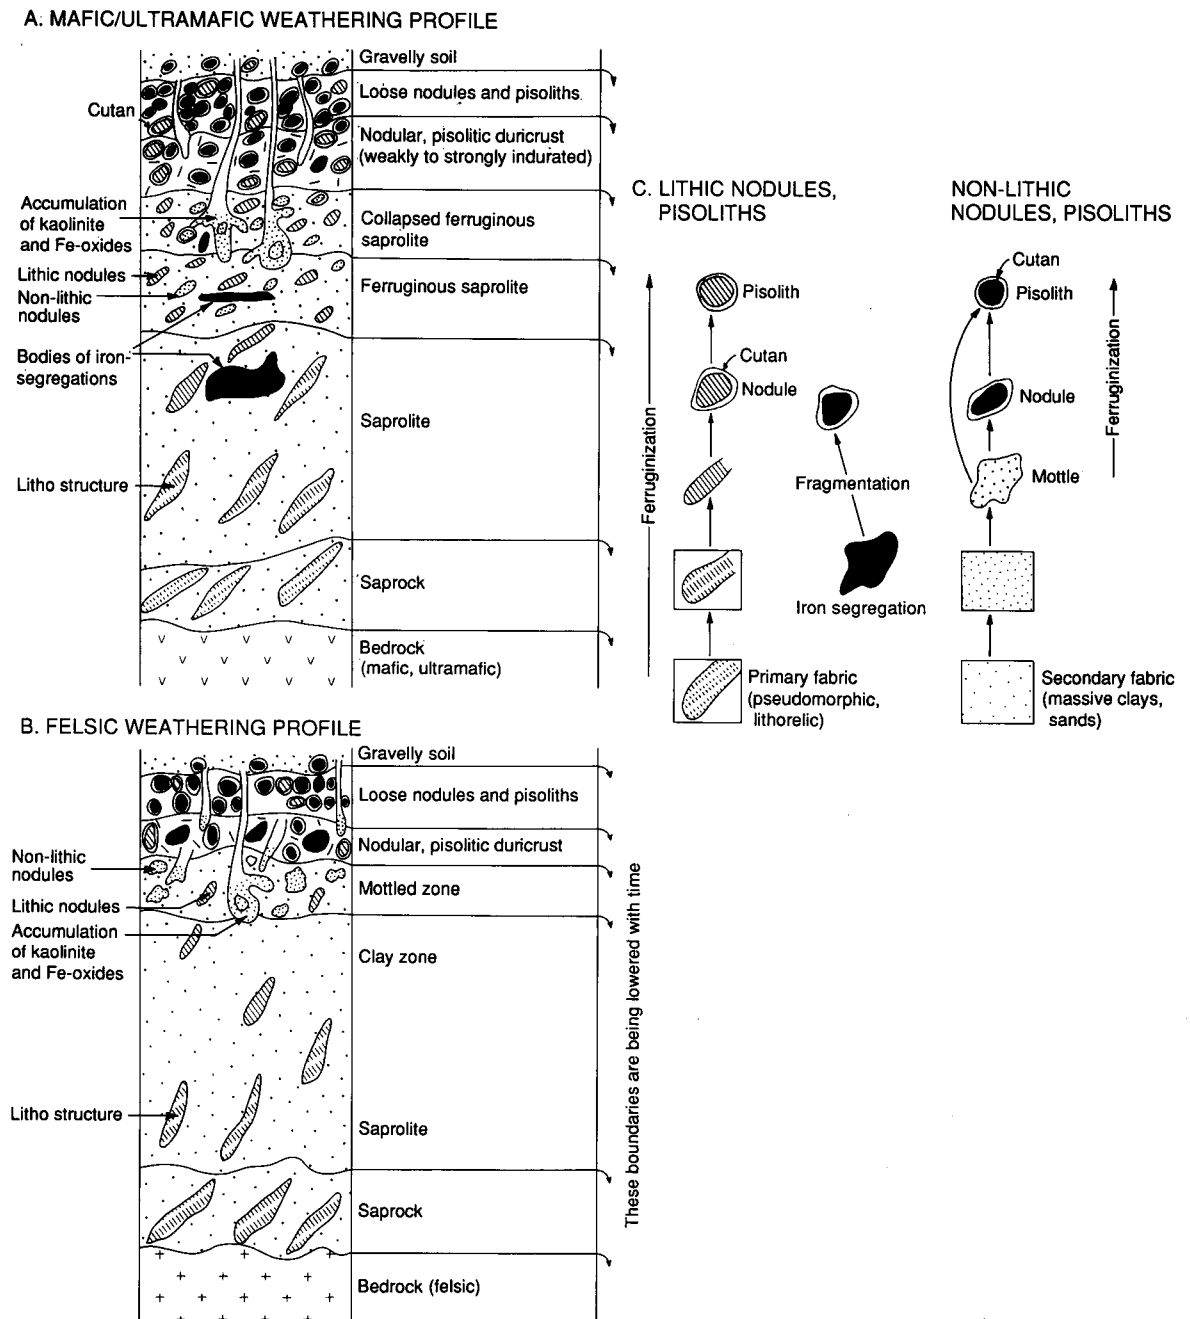 A. MAFIC/ULTRAMAFIC WEATHERING PROFILE
Gravelly soil
Loose nodules and pisoliths
Cutan
Nodular, pisolitic duricrust
(weakly to strongly indurated)
Accumulation
of kaolinite
and Fe-oxides
Collapsed ferruginous
saprolite
Lithic nodules
Non-lithic
nodules
Ferruginous saprolite
Bodies of iron-
segregations
Saprolite
Litho structure
Saprock
Bedrock
(mafic, ultramafic)
B. FELSIC WEATHERING PROFILE
Gravelly soil
Loose nodules and pisoliths
Nodular, pisolitic duricrust
Non-lithic
nodules
Mottled zone
Lithic nodules
Accumulation
of kaolinite
and Fe-oxides
Clay zone
Litho structure
Saprolite
Saprock
Bedrock (felsic)
These boundaries are being lowered with time
C. LITHIC NODULES,
PISOLITHS
Pisolith
Cutan
Nodule
Ferruginization
Fragmentation
Iron segregation
Primary fabric
(pseudomorphic,
lithorelic)
NON-LITHIC
NODULES, PISOLITHS
Cutan
Pisolith
Nodule
Ferruginization
Mottle
Secondary fabric
(massive clays,
sands)